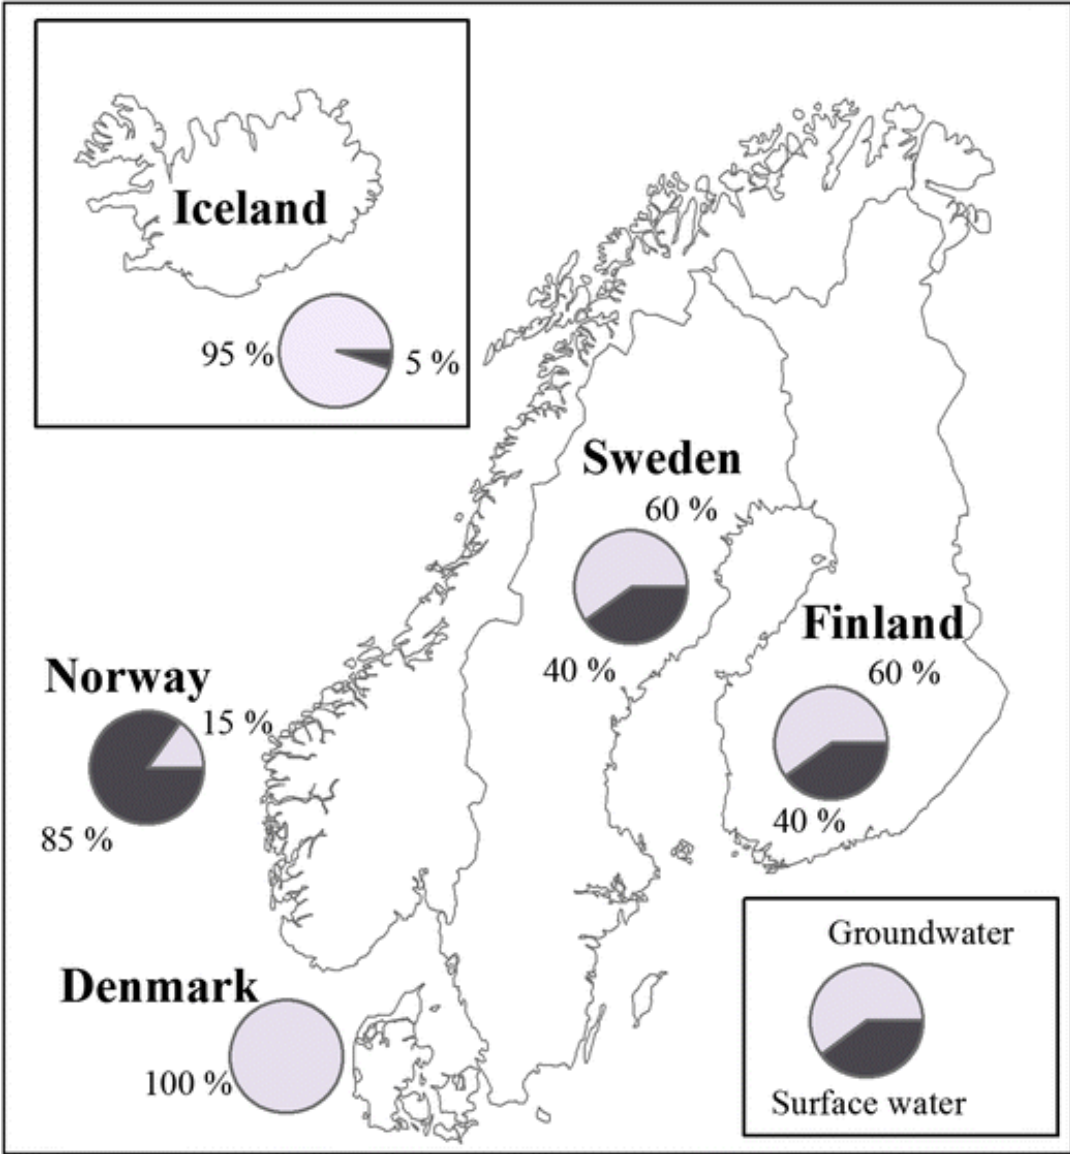 Iceland
95 %
5 %
Sweden
60 %
40 %
Finland
60 %
40 %
Norway
15 %
85 %
Denmark
100 %
Groundwater
Surface water